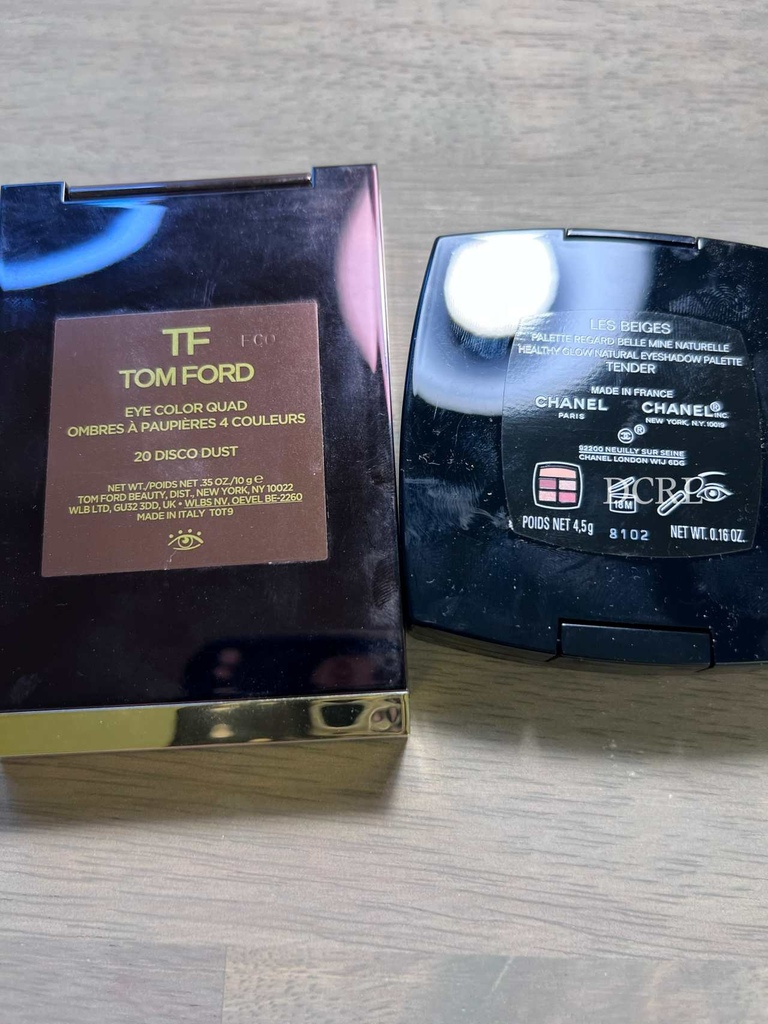 TF
TOM FORD
EYE COLOR QUAD
OMBRES À PAUPIÈRES 4 COULEURS
20 DISCO DUST
NET WT./POIDS NET .35 OZ./10 g e
TOM FORD BEAUTY, DIST., NEW YORK, NY 10022
WLB LTD, GU32 3DD, UK • WLBS NV, OEVEL BE-2260
MADE IN ITALY T0T9
LES BEIGES
PALETTE REGARD BELLE MINE NATURELLE
HEALTHY GLOW NATURAL EYESHADOW PALETTE
TENDER
MADE IN FRANCE
CHANEL CHANEL® INC.
PARIS NEW YORK, N.Y. 10019
®
92200 NEUILLY SUR SEINE
CHANEL LONDON W1J 6DG
18M
POIDS NET 4,5g 8102 NET WT. 0.16 OZ.